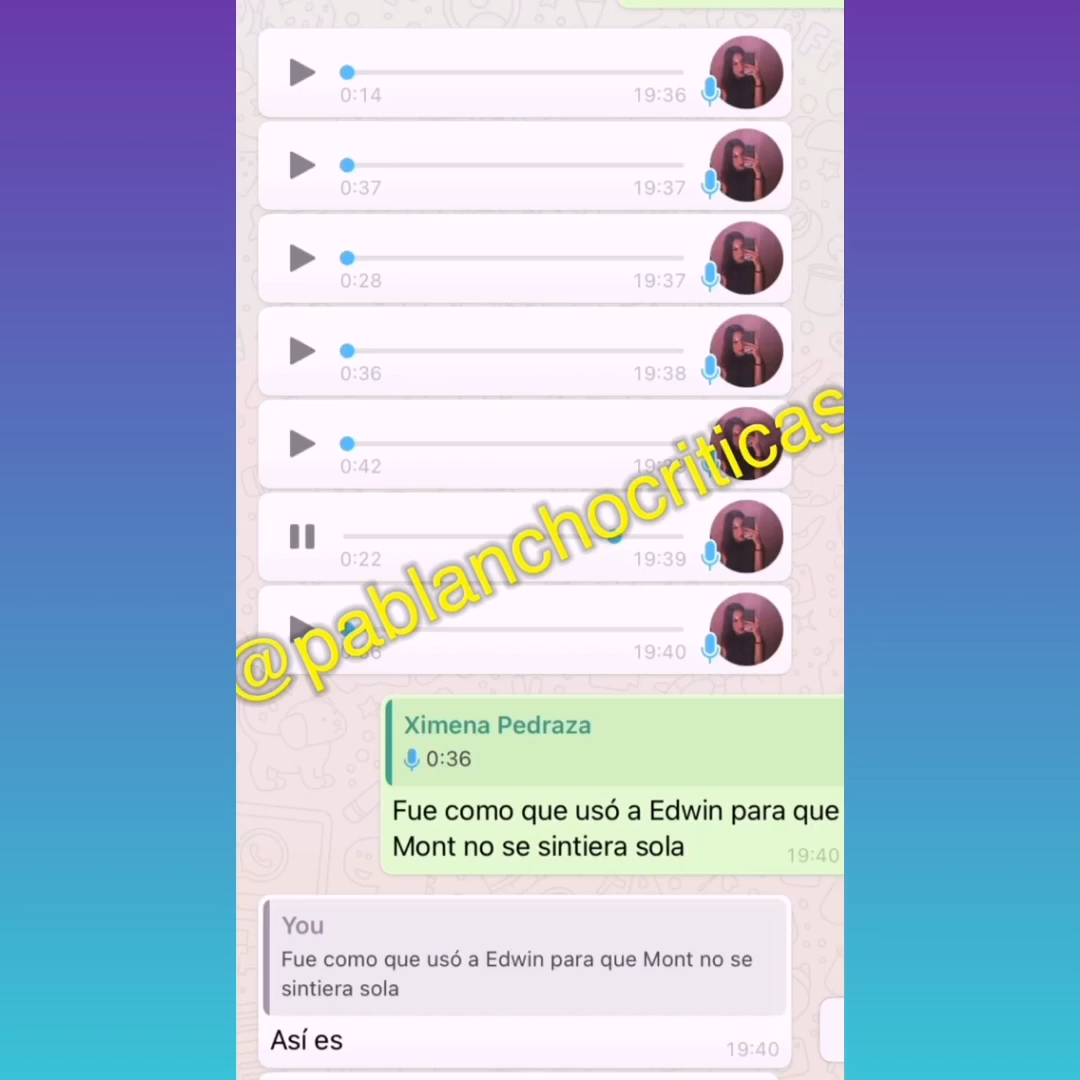 0:14 19:36
0:37 19:37
0:28 19:37
0:36 19:38
0:42
0:22 19:39
19:40
@pablanchocriticas
Ximena Pedraza
0:36
Fue como que usó a Edwin para que
Mont no se sintiera sola
19:40
You
Fue como que usó a Edwin para que Mont no se
sintiera sola
Así es
19:40